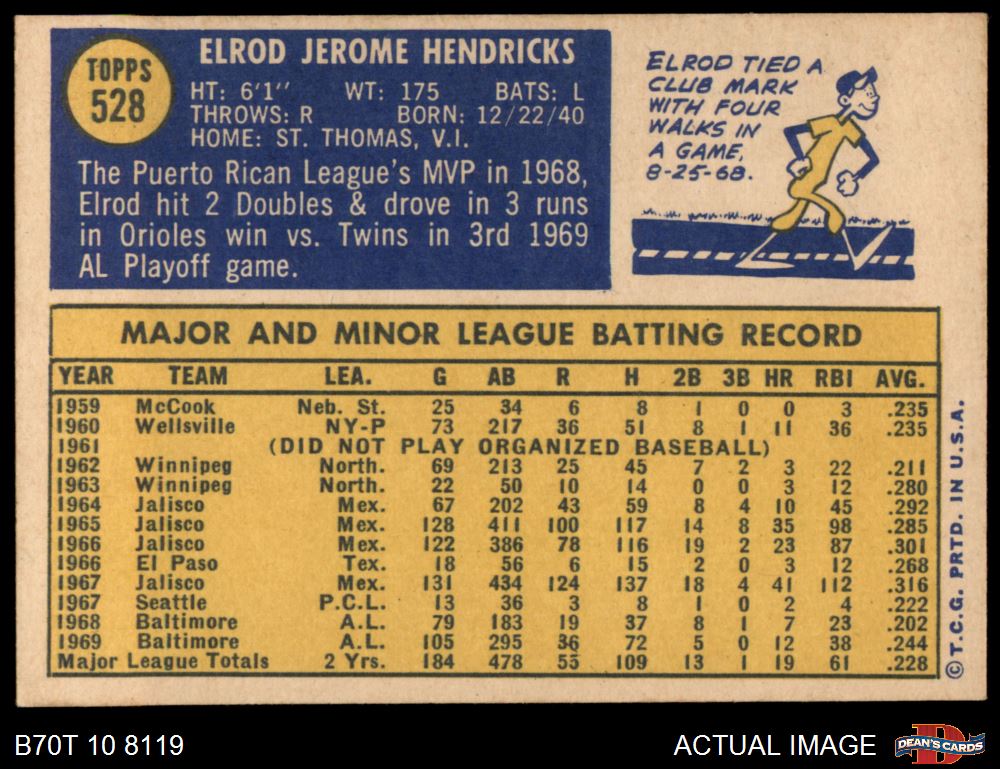 TOPPS
528
ELROD JEROME HENDRICKS
HT: 6'1" WT: 175 BATS: L
THROWS: R BORN: 12/22/40
HOME: ST. THOMAS, V.I.
The Puerto Rican League's MVP in 1968,
Elrod hit 2 Doubles & drove in 3 runs
in Orioles win vs. Twins in 3rd 1969
AL Playoff game.
ELROD TIED A
CLUB MARK
WITH FOUR
WALKS IN
A GAME,
8-25-68.
MAJOR AND MINOR LEAGUE BATTING RECORD
YEAR TEAM LEA. G AB R H 2B 3B HR RBI AVG.
1959 McCook Neb. St. 25 34 6 8 1 0 0 3 .235
1960 Wellsville NY-P 73 217 36 51 8 1 11 36 .235
1961 (DID NOT PLAY ORGANIZED BASEBALL)
1962 Winnipeg North. 69 213 25 45 7 2 3 22 .211
1963 Winnipeg North. 22 50 10 14 0 0 3 12 .280
1964 Jalisco Mex. 67 202 43 59 8 4 10 45 .292
1965 Jalisco Mex. 128 411 100 117 14 8 35 98 .285
1966 Jalisco Mex. 122 386 78 116 19 2 23 87 .301
1966 El Paso Tex. 18 56 6 15 2 0 3 12 .268
1967 Jalisco Mex. 131 434 124 137 18 4 41 112 .316
1967 Seattle P.C.L. 13 36 3 8 1 0 2 4 .222
1968 Baltimore A.L. 79 183 19 37 8 1 7 23 .202
1969 Baltimore A.L. 105 295 36 72 5 0 12 38 .244
Major League Totals 2 Yrs. 184 478 55 109 13 1 19 61 .228
© T.C.G. PRTD. IN U.S.A.
B70T 10 8119
ACTUAL IMAGE
D
DEAN'S CARDS